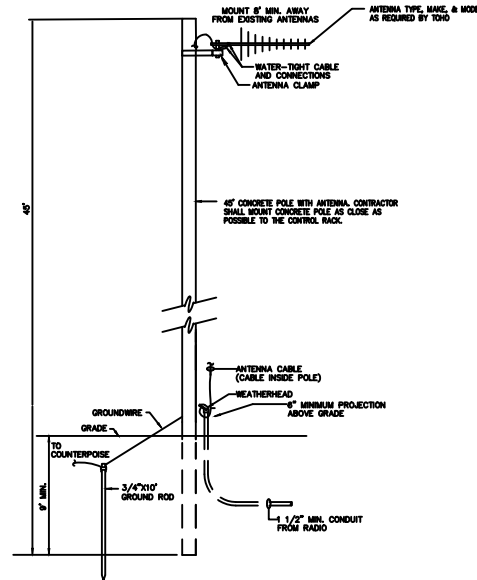 MOUNT 8' MIN. AWAY
FROM EXISTING ANTENNAS
ANTENNA TYPE, MAKE, & MODE
AS REQUIRED BY TOHO
WATER-TIGHT CABLE
AND CONNECTIONS
ANTENNA CLAMP
45'
45' CONCRETE POLE WITH ANTENNA. CONTRACTOR
SHALL MOUNT CONCRETE POLE AS CLOSE AS
POSSIBLE TO THE CONTROL RACK.
ANTENNA CABLE
(CABLE INSIDE POLE)
WEATHERHEAD
6" MINIMUM PROJECTION
ABOVE GRADE
GROUNDWIRE
GRADE
TO
COUNTERPOISE
9' MIN.
3/4"X10'
GROUND ROD
1 1/2" MIN. CONDUIT
FROM RADIO